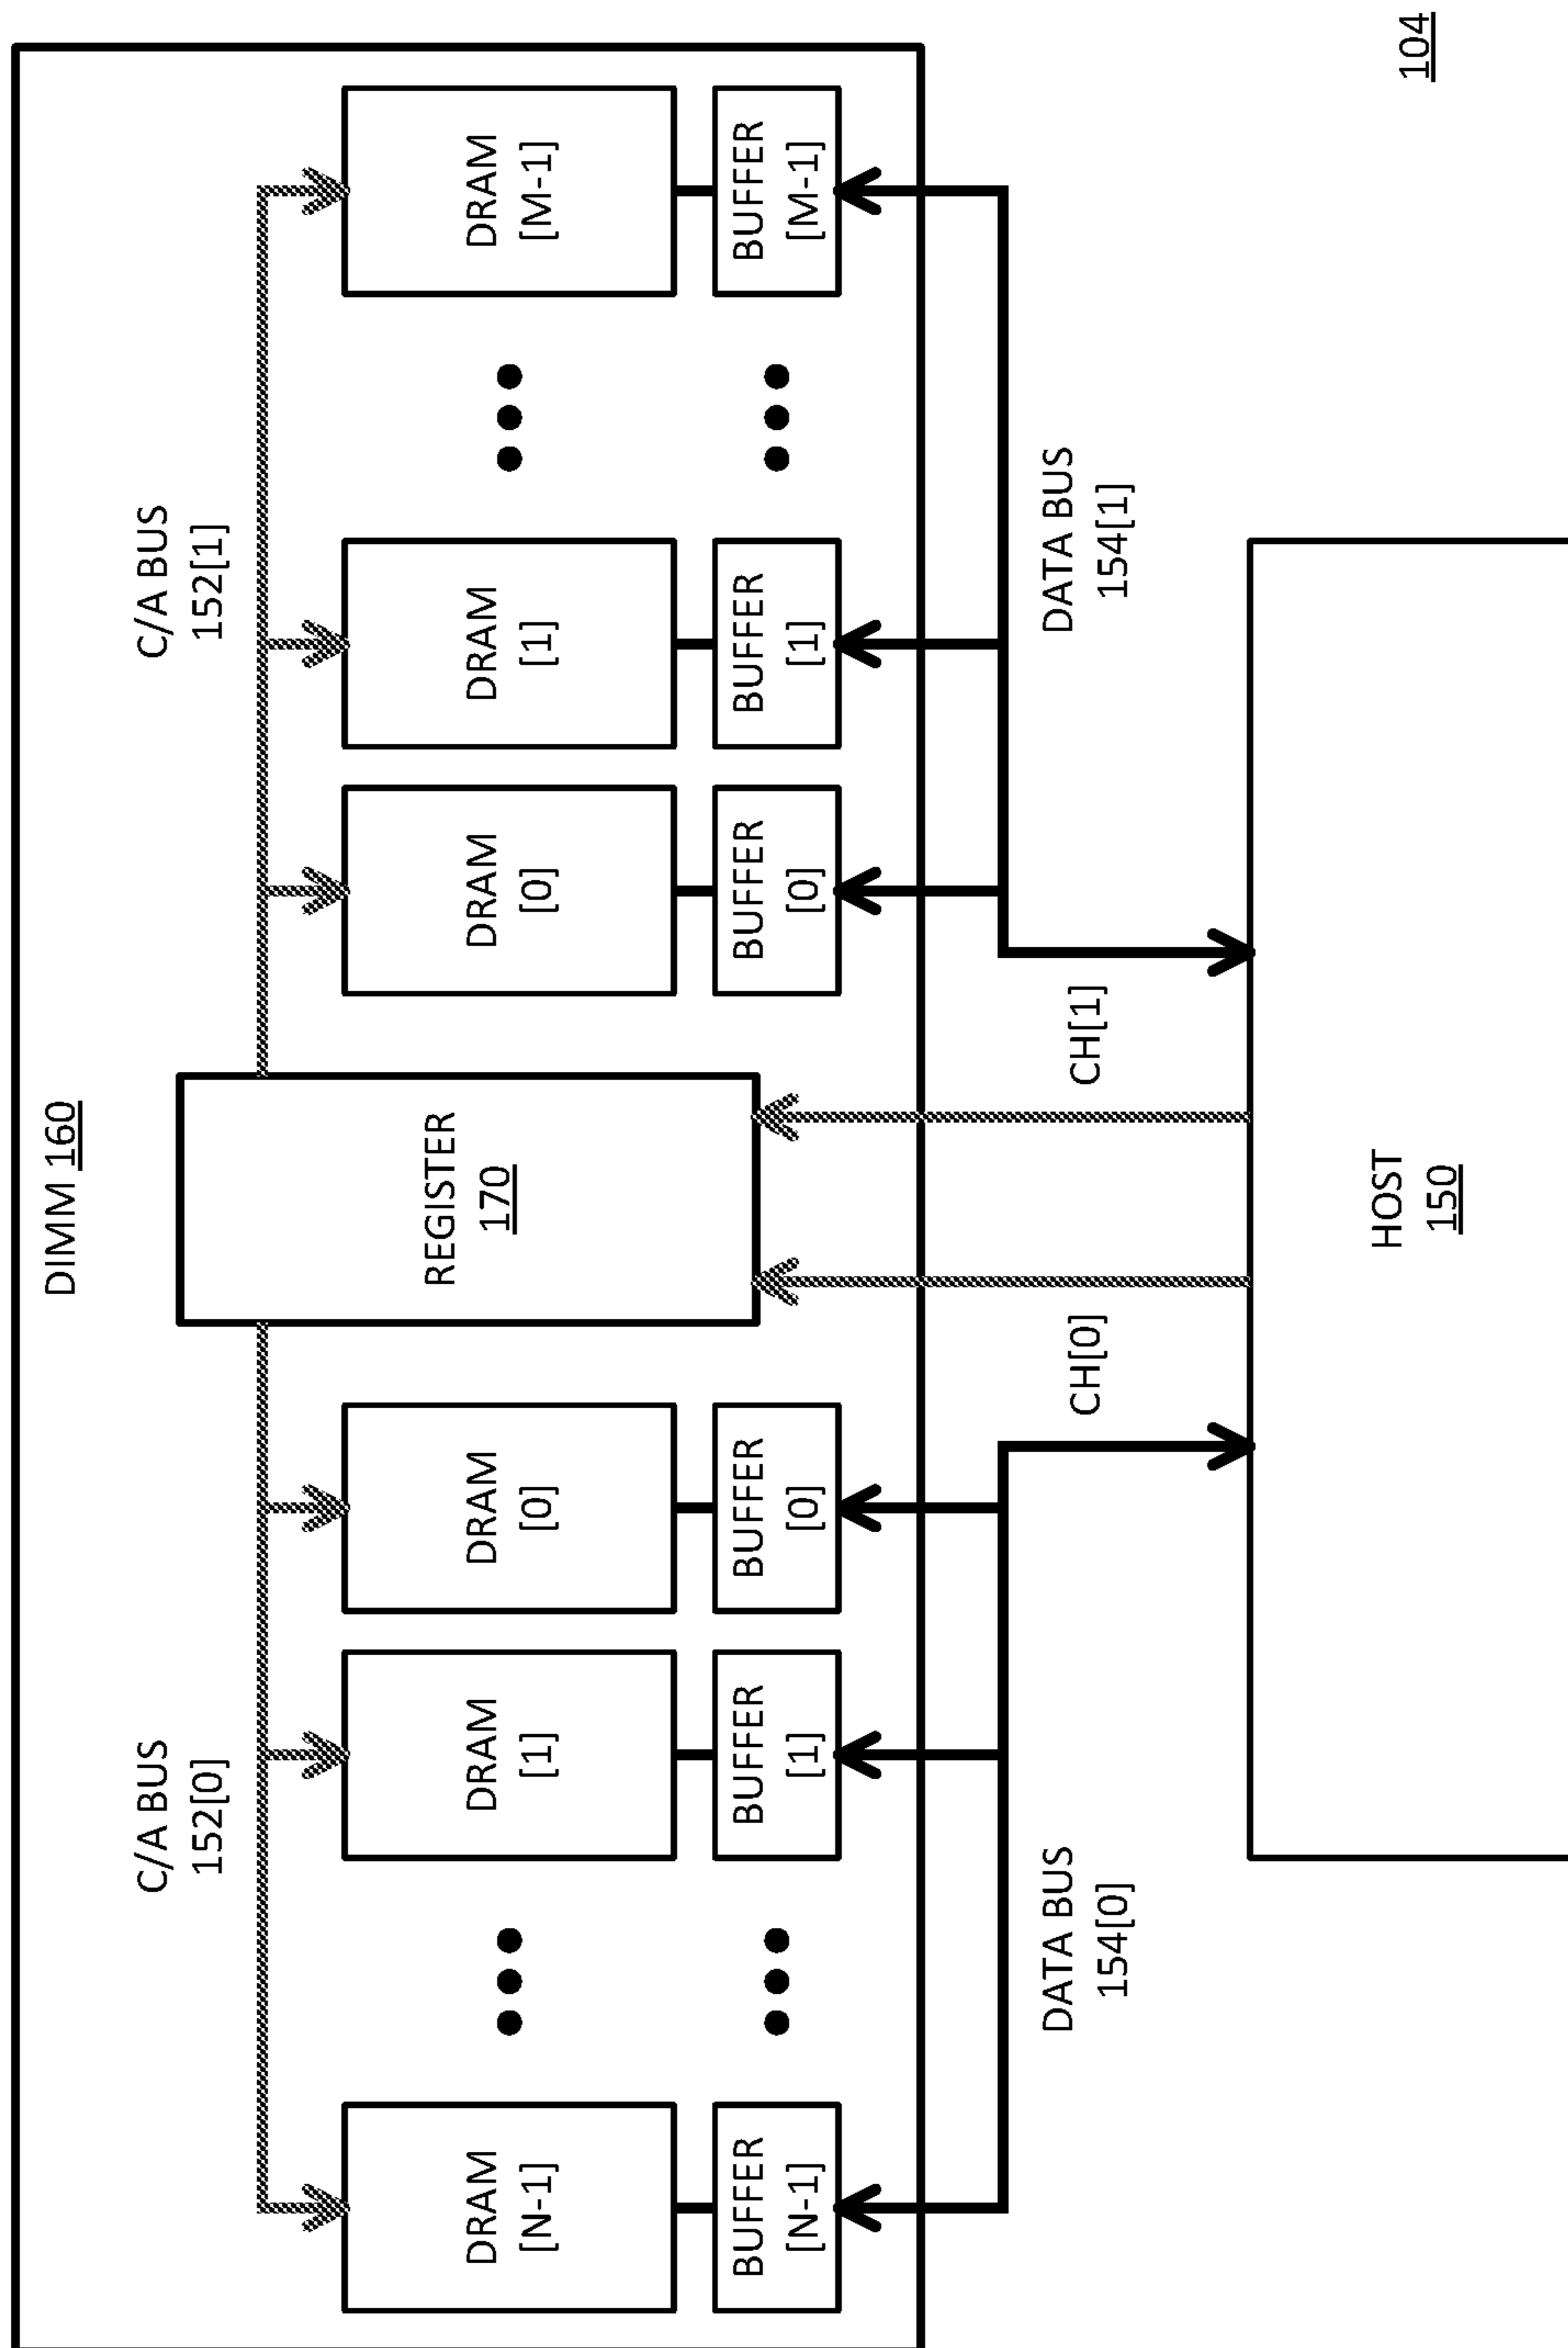 DIMM 160
C/A BUS
152[0]
C/A BUS
152[1]
REGISTER
170
DRAM
[N-1]
DRAM
[1]
DRAM
[0]
DRAM
[0]
DRAM
[1]
DRAM
[M-1]
BUFFER
[N-1]
BUFFER
[1]
BUFFER
[0]
BUFFER
[0]
BUFFER
[1]
BUFFER
[M-1]
DATA BUS
154[0]
CH[0]
CH[1]
DATA BUS
154[1]
HOST
150
104